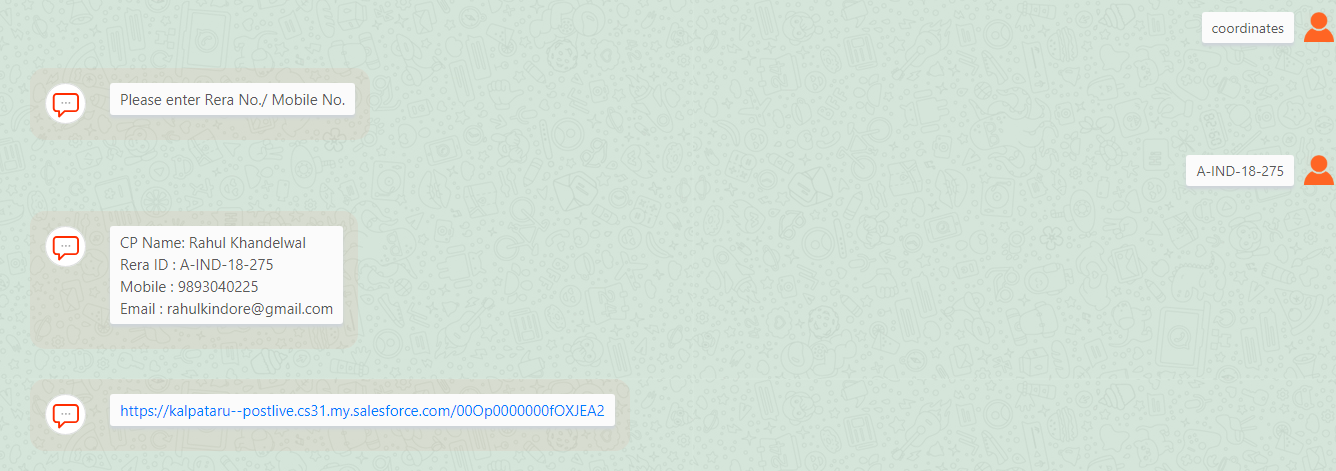 coordinates
Please enter Rera No./ Mobile No.
A-IND-18-275
CP Name: Rahul Khandelwal
Rera ID : A-IND-18-275
Mobile : 9893040225
Email : rahulkindore@gmail.com
https://kalpataru--postlive.cs31.my.salesforce.com/00Op0000000fOXJEA2